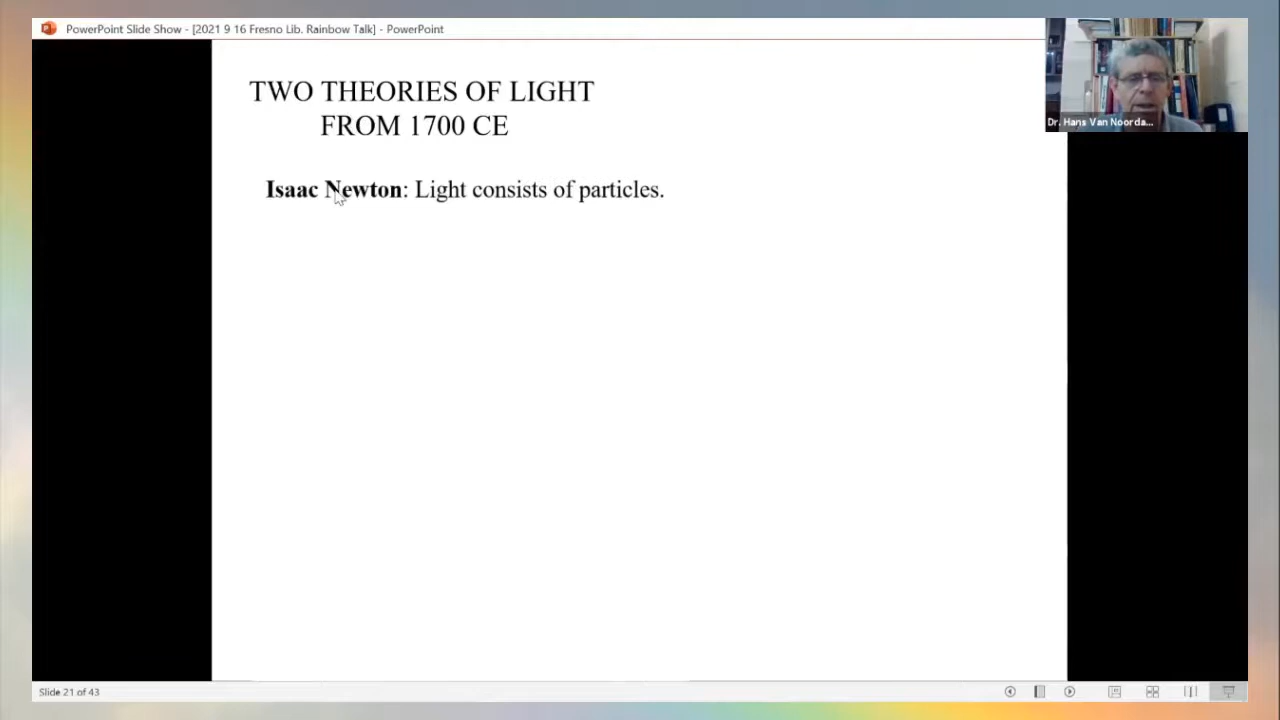 PowerPoint Slide Show - [2021 9 16 Fresno Lib. Rainbow Talk] - PowerPoint
Dr. Hans Van Noorda...
TWO THEORIES OF LIGHT
FROM 1700 CE
Isaac Newton: Light consists of particles.
Slide 21 of 43